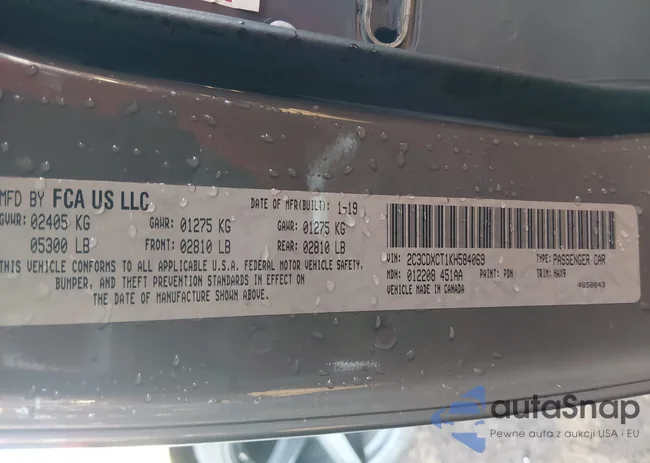 MFD BY FCA US LLC
DATE OF MFR(BUILT): 1-19
GVWR: 02405 KG
GAWR: 01275 KG
GAWR: 01275 KG
05300 LB
FRONT: 02810 LB
REAR: 02810 LB
THIS VEHICLE CONFORMS TO ALL APPLICABLE U.S.A. FEDERAL MOTOR VEHICLE SAFETY,
BUMPER, AND THEFT PREVENTION STANDARDS IN EFFECT ON
THE DATE OF MANUFACTURE SHOWN ABOVE.
VIN: 2C3CDXCT1KH584069
TYPE: PASSENGER CAR
MDH: 012208 451AA
PAINT: PDN
TRIM: HAX9
VEHICLE MADE IN CANADA
4658843
autoSnap
Pewne auta z aukcji USA i EU